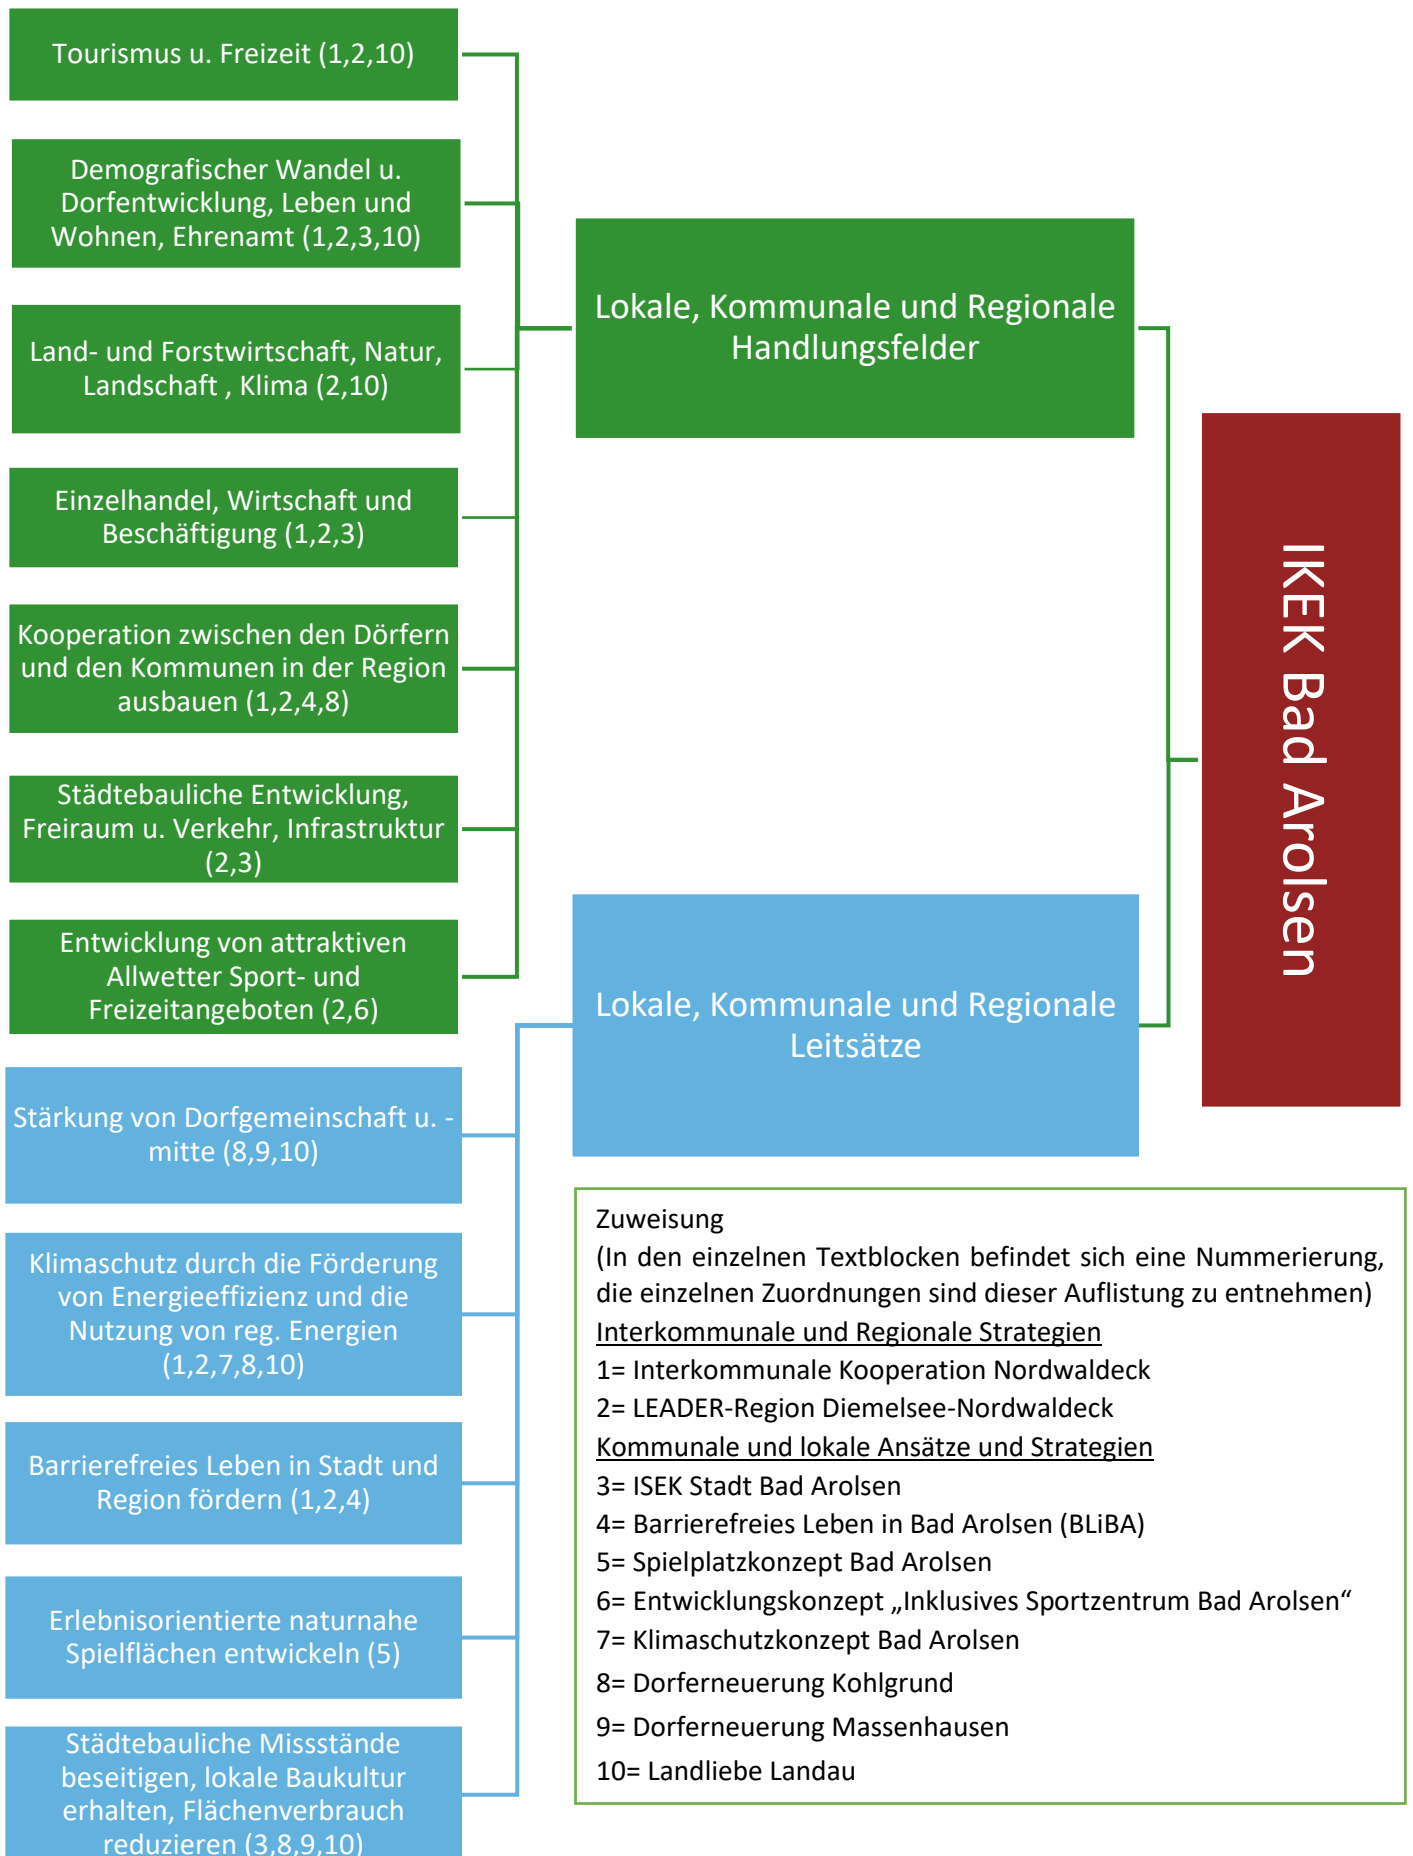 Tourismus u. Freizeit (1,2,10)
Demografischer Wandel u.
Dorfentwicklung, Leben und
Wohnen, Ehrenamt (1,2,3,10)
Land- und Forstwirtschaft, Natur,
Landschaft , Klima (2,10)
Einzelhandel, Wirtschaft und
Beschäftigung (1,2,3)
Kooperation zwischen den Dörfern
und den Kommunen in der Region
ausbauen (1,2,4,8)
Städtebauliche Entwicklung,
Freiraum u. Verkehr, Infrastruktur
(2,3)
Entwicklung von attraktiven
Allwetter Sport- und
Freizeitangeboten (2,6)
Stärkung von Dorfgemeinschaft u. -
mitte (8,9,10)
Klimaschutz durch die Förderung
von Energieeffizienz und die
Nutzung von reg. Energien
(1,2,7,8,10)
Barrierefreies Leben in Stadt und
Region fördern (1,2,4)
Erlebnisorientierte naturnahe
Spielflächen entwickeln (5)
Städtebauliche Missstände
beseitigen, lokale Baukultur
erhalten, Flächenverbrauch
reduzieren (3,8,9,10)
Lokale, Kommunale und Regionale
Handlungsfelder
Lokale, Kommunale und Regionale
Leitsätze
IKEK Bad Arolsen
Zuweisung
(In den einzelnen Textblocken befindet sich eine Nummerierung,
die einzelnen Zuordnungen sind dieser Auflistung zu entnehmen)
Interkommunale und Regionale Strategien
1= Interkommunale Kooperation Nordwaldeck
2= LEADER-Region Diemelsee-Nordwaldeck
Kommunale und lokale Ansätze und Strategien
3= ISEK Stadt Bad Arolsen
4= Barrierefreies Leben in Bad Arolsen (BLiBA)
5= Spielplatzkonzept Bad Arolsen
6= Entwicklungskonzept „Inklusives Sportzentrum Bad Arolsen“
7= Klimaschutzkonzept Bad Arolsen
8= Dorferneuerung Kohlgrund
9= Dorferneuerung Massenhausen
10= Landliebe Landau